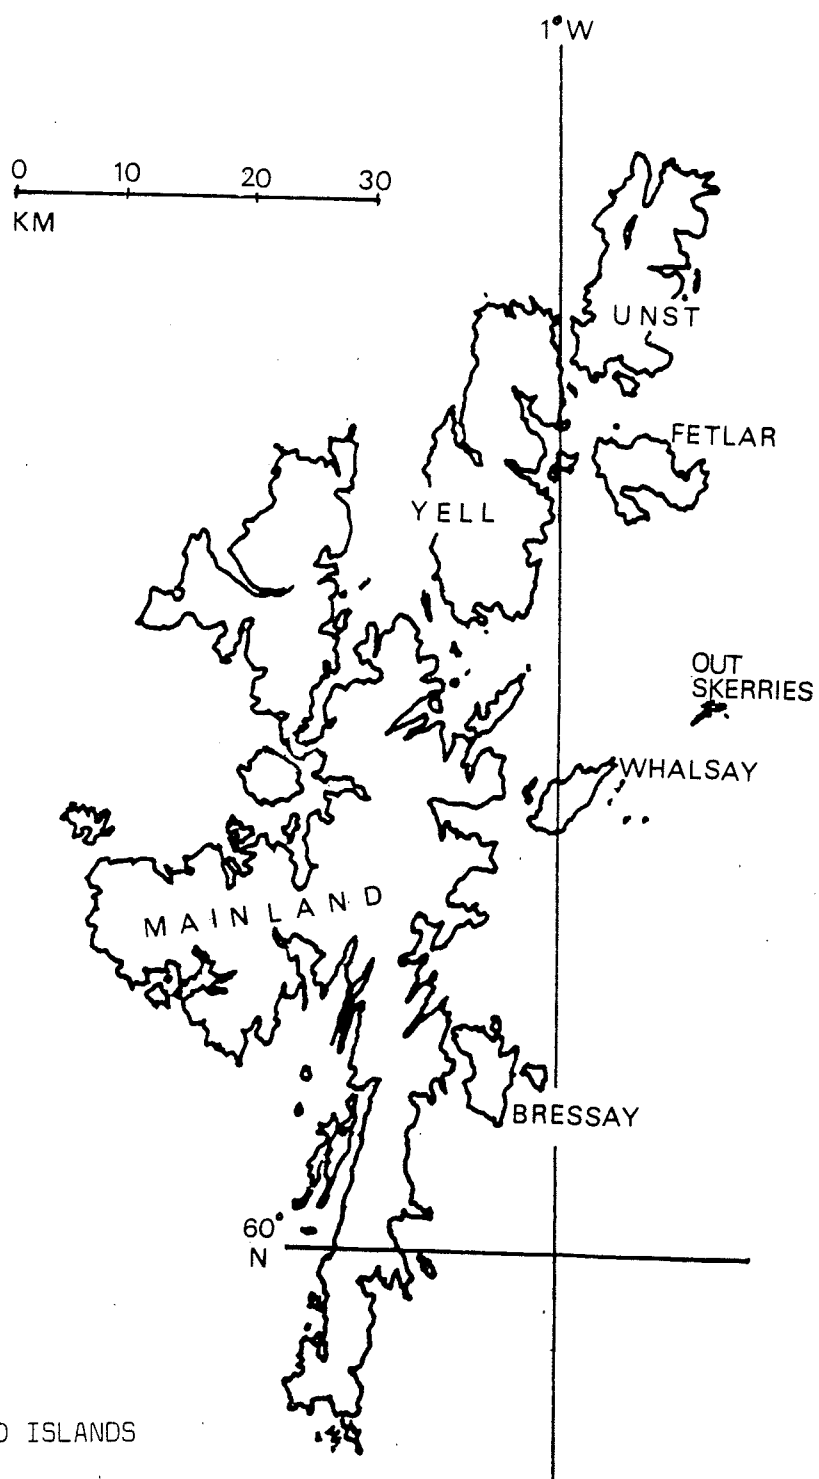 1°W
0 10 20 30
KM
UNST
FETLAR
YELL
OUT
SKERRIES
WHALSAY
MAINLAND
BRESSAY
60°
N
ISLANDS